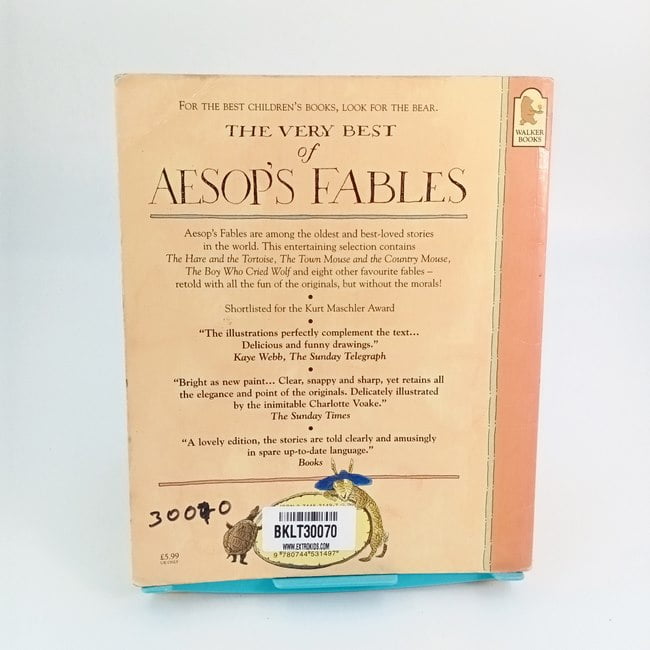 FOR THE BEST CHILDREN'S BOOKS, LOOK FOR THE BEAR.
WALKER
BOOKS
THE VERY BEST
of
AESOP'S FABLES
Aesop's Fables are among the oldest and best-loved stories
in the world. This entertaining selection contains
The Hare and the Tortoise, The Town Mouse and the Country Mouse,
The Boy Who Cried Wolf and eight other favourite fables –
retold with all the fun of the originals, but without the morals!
Shortlisted for the Kurt Maschler Award
“The illustrations perfectly complement the text...
Delicious and funny drawings.”
Kaye Webb, The Sunday Telegraph
“Bright as new paint... Clear, snappy and sharp, yet retains all
the elegance and point of the originals. Delicately illustrated
by the inimitable Charlotte Voake.”
The Sunday Times
“A lovely edition, the stories are told clearly and amusingly
in spare up-to-date language.”
Books
30070
BKLT30070
WWW.EXTROKIDS.COM
9 780744 531497
£5.99
UK ONLY